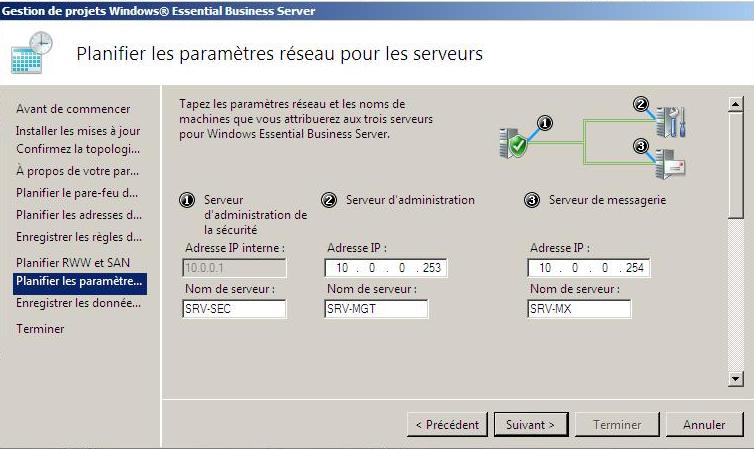 Gestion de projets Windows® Essential Business Server
Planifier les paramètres réseau pour les serveurs
Avant de commencer
Installer les mises à jour
Confirmez la topologi...
À propos de votre par...
Planifier le pare-feu d...
Planifier les adresses d...
Enregistrer les règles d...
Planifier RWW et SAN
Planifier les paramètre...
Enregistrer les donnée...
Terminer
Tapez les paramètres réseau et les noms de
machines que vous attribuerez aux trois serveurs
pour Windows Essential Business Server.
1
2
3
1 Serveur
d'administration de
la sécurité
Adresse IP interne :
10.0.0.1
Nom de serveur :
SRV-SEC
2 Serveur d'administration
Adresse IP :
10 . 0 . 0 .253
Nom de serveur :
SRV-MGT
3 Serveur de messagerie
Adresse IP :
10 . 0 . 0 .254
Nom de serveur :
SRV-MX
< Précédent
Suivant >
Terminer
Annuler